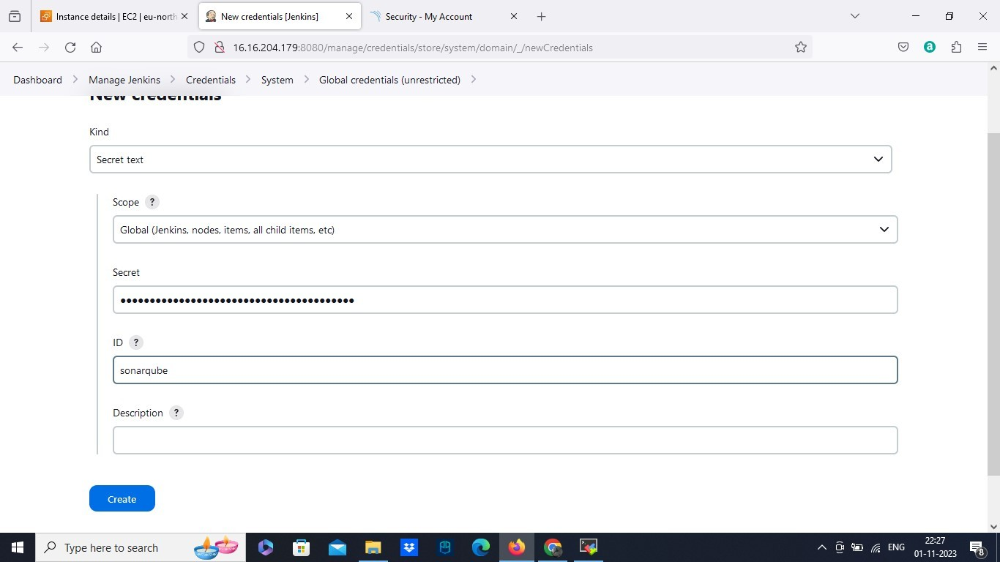 Instance details | EC2 | eu-north
New credentials [Jenkins]
Security - My Account
16.16.204.179:8080/manage/credentials/store/system/domain/_/newCredentials
Dashboard
Manage Jenkins
Credentials
System
Global credentials (unrestricted)
New credentials
Kind
Secret text
Scope ?
Global (Jenkins, nodes, items, all child items, etc)
Secret
••••••••••••••••••••••••••••••••••••••••
ID ?
sonarqube
Description ?
Create
Type here to search
ENG
22:27
01-11-2023
8